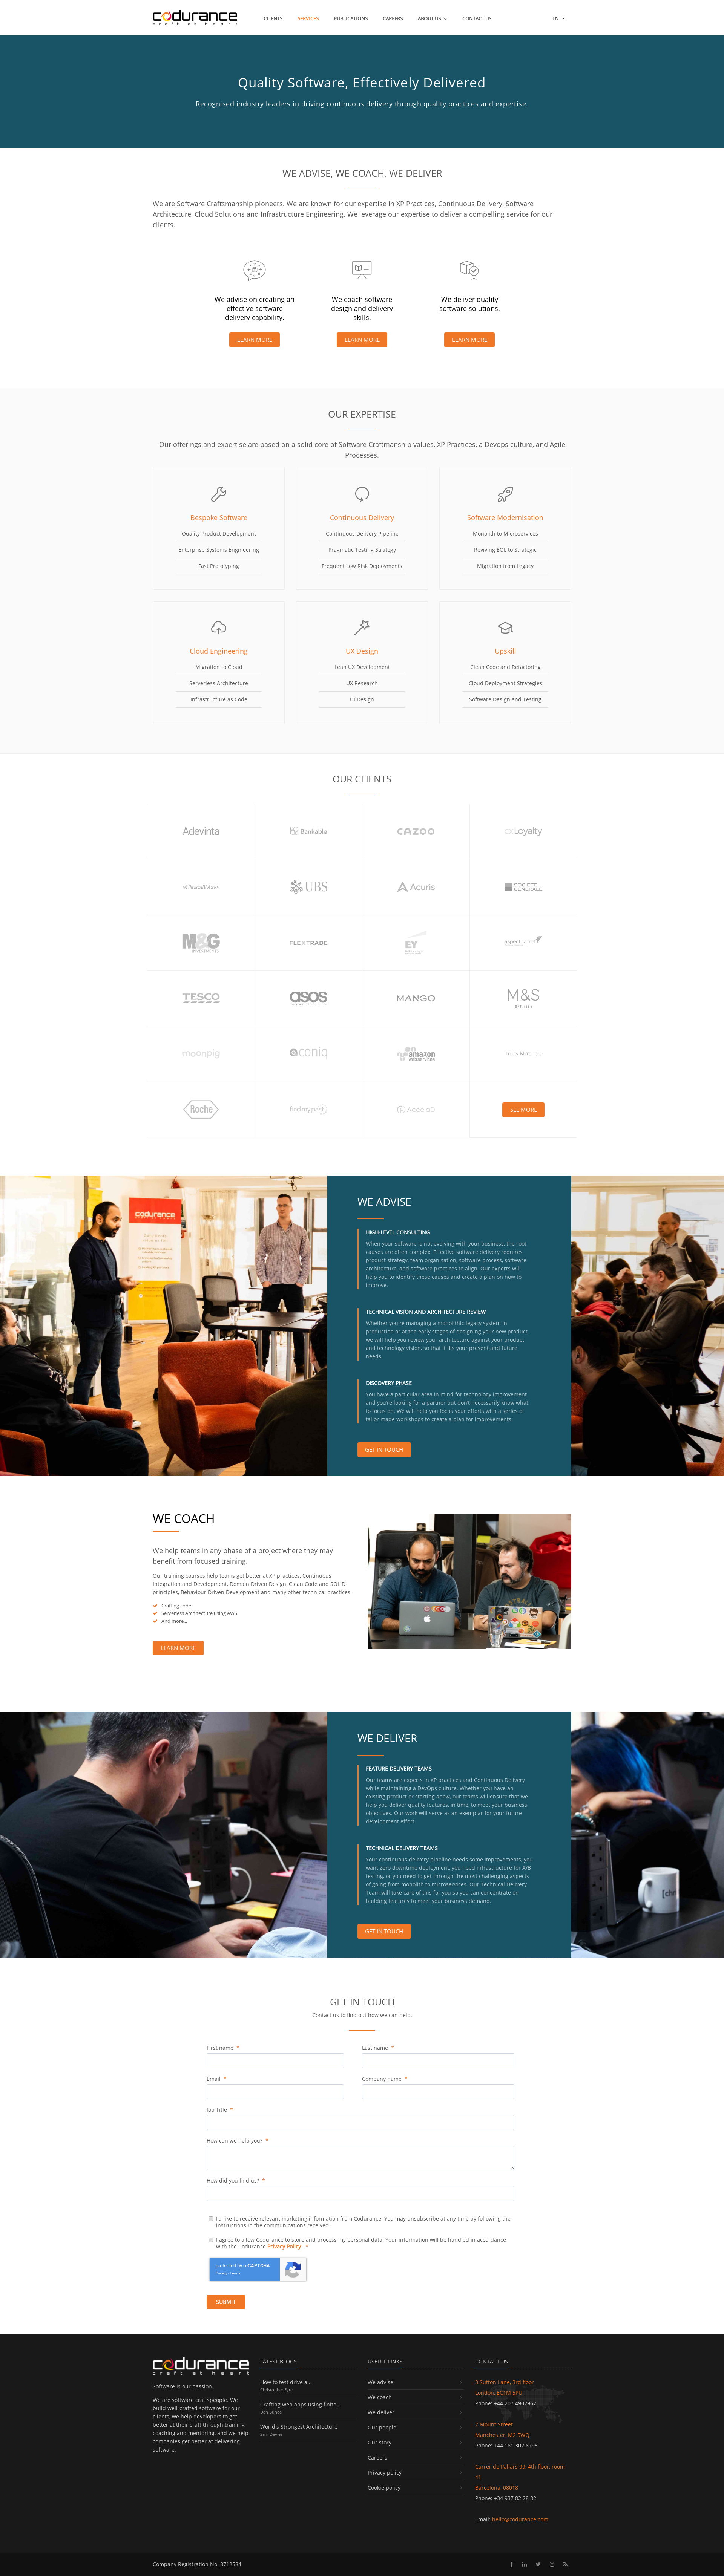 codurance
craft at heart
CLIENTS
SERVICES
PUBLICATIONS
CAREERS
ABOUT US
CONTACT US
EN
Quality Software, Effectively Delivered
Recognised industry leaders in driving continuous delivery through quality practices and expertise.
WE ADVISE, WE COACH, WE DELIVER
We are Software Craftsmanship pioneers. We are known for our expertise in XP Practices, Continuous Delivery, Software
Architecture, Cloud Solutions and Infrastructure Engineering. We leverage our expertise to deliver a compelling service for our
clients.
We advise on creating an
effective software
delivery capability.
LEARN MORE
We coach software
design and delivery
skills.
LEARN MORE
We deliver quality
software solutions.
LEARN MORE
OUR EXPERTISE
Our offerings and expertise are based on a solid core of Software Craftmanship values, XP Practices, a Devops culture, and Agile
Processes.
Bespoke Software
Quality Product Development
Enterprise Systems Engineering
Fast Prototyping
Continuous Delivery
Continuous Delivery Pipeline
Pragmatic Testing Strategy
Frequent Low Risk Deployments
Software Modernisation
Monolith to Microservices
Reviving EOL to Strategic
Migration from Legacy
Cloud Engineering
Migration to Cloud
Serverless Architecture
Infrastructure as Code
UX Design
Lean UX Development
UX Research
UI Design
Upskill
Clean Code and Refactoring
Cloud Deployment Strategies
Software Design and Testing
OUR CLIENTS
Adevinta
Bankable
CAZOO
cxLoyalty
eClinicalWorks
UBS
Acuris
SOCIETE
GENERALE
M&G
INVESTMENTS
FLEXTRADE
EY
aspectcapital
TESCO
asos
MANGO
M&S
EST. 1884
moonpig
coniq
amazon
webservices
Trinity Mirror plc
Roche
findmypast
Accelex
SEE MORE
codurance
WE ADVISE
HIGH-LEVEL CONSULTING
When your software is not evolving with your business, the root
causes are often complex. Effective software delivery requires
product strategy, team organisation, software process, software
architecture, and software practices to align. Our experts will
help you to identify these causes and create a plan on how to
improve.
TECHNICAL VISION AND ARCHITECTURE REVIEW
Whether you're managing a monolithic legacy system in
production or at the early stages of designing your new product,
we will help you review your architecture against your product
and technology vision, so that it fits your present and future
needs.
DISCOVERY PHASE
You have a particular area in mind for technology improvement
and you're looking for a partner but don't necessarily know what
to focus on. We will help you focus your efforts with a series of
tailor made workshops to create a plan for improvements.
GET IN TOUCH
WE COACH
We help teams in any phase of a project where they may
benefit from focused training.
Our training courses help teams get better at XP practices, Continuous
Integration and Development, Domain Driven Design, Clean Code and SOLID
principles, Behaviour Driven Development and many other technical practices.
Crafting code
Serverless Architecture using AWS
And more...
LEARN MORE
WE DELIVER
FEATURE DELIVERY TEAMS
Our teams are experts in XP practices and Continuous Delivery
while maintaining a DevOps culture. Whether you have an
existing product or starting anew, our teams will ensure that we
help you deliver quality features, in time, to meet your business
objectives. Our work will serve as an exemplar for your future
development effort.
TECHNICAL DELIVERY TEAMS
Your continuous delivery pipeline needs some improvements, you
want zero downtime deployment, you need infrastructure for A/B
testing, or you need to get through the most challenging aspects
of going from monolith to microservices. Our Technical Delivery
Team will take care of this for you so you can concentrate on
building features to meet your business demand.
GET IN TOUCH
GET IN TOUCH
Contact us to find out how we can help.
First name *
Last name *
Email *
Company name *
Job Title *
How can we help you? *
How did you find us? *
I'd like to receive relevant marketing information from Codurance. You may unsubscribe at any time by following the
instructions in the communications received.
I agree to allow Codurance to store and process my personal data. Your information will be handled in accordance
with the Codurance Privacy Policy. *
protected by reCAPTCHA
Privacy - Terms
SUBMIT
codurance
craft at heart
Software is our passion.
We are software craftspeople. We
build well-crafted software for our
clients, we help developers to get
better at their craft through training,
coaching and mentoring, and we help
companies get better at delivering
software.
LATEST BLOGS
How to test drive a...
Christopher Eyre
Crafting web apps using finite...
Dan Bunea
World's Strongest Architecture
Sam Davies
USEFUL LINKS
We advise
We coach
We deliver
Our people
Our story
Careers
Privacy policy
Cookie policy
CONTACT US
3 Sutton Lane, 3rd floor
London, EC1M 5PU
Phone: +44 207 4902967
2 Mount Street
Manchester, M2 5WQ
Phone: +44 161 302 6795
Carrer de Pallars 99, 4th floor, room
41
Barcelona, 08018
Phone: +34 937 82 28 82
Email: hello@codurance.com
Company Registration No: 8712584